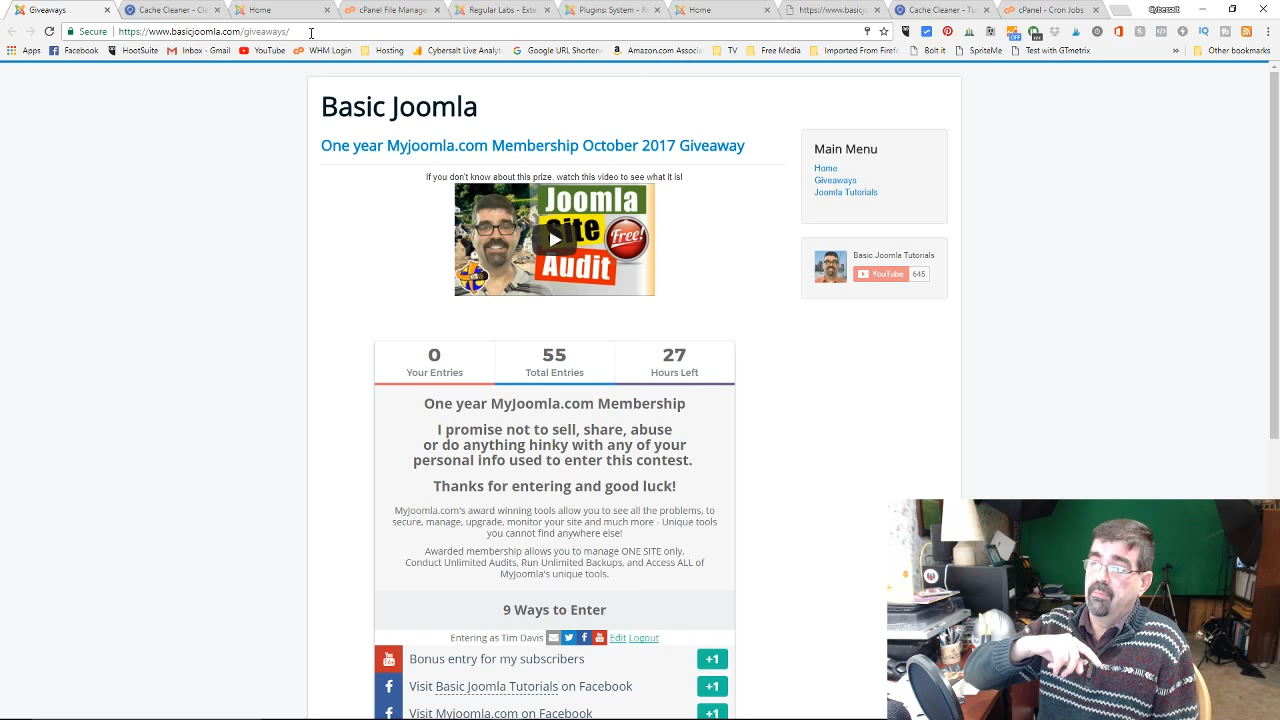 Giveaways
Cache Cleaner - Cle
Home
cPanel File Manage
Regular Labs - Exte
Plugins: System - R
Home
https://www.basicjo
Cache Cleaner - Tu
cPanel - Cron Jobs
Cybersalt
Secure
https://www.basicjoomla.com/giveaways/
Apps
Facebook
HootSuite
Inbox - Gmail
YouTube
WHM Login
Hosting
Cybersalt Live Analyt
Google URL Shortene
Amazon.com Associa
TV
Free Media
Imported From Firef
Bolt it
SpriteMe
Test with GTmetrix
»
Other bookmarks
Basic Joomla
One year Myjoomla.com Membership October 2017 Giveaway
If you don't know about this prize, watch this video to see what it is!
Joomla
Site
Free!
Audit
Main Menu
Home
Giveaways
Joomla Tutorials
Basic Joomla Tutorials
YouTube 645
0
Your Entries
55
Total Entries
27
Hours Left
One year MyJoomla.com Membership
I promise not to sell, share, abuse
or do anything hinky with any of your
personal info used to enter this contest.
Thanks for entering and good luck!
MyJoomla.com's award winning tools allow you to see all the problems, to
secure, manage, upgrade, monitor your site and much more - Unique tools
you cannot find anywhere else!
Awarded membership allows you to manage ONE SITE only.
Conduct Unlimited Audits, Run Unlimited Backups, and Access ALL of
MyJoomla's unique tools.
9 Ways to Enter
Entering as Tim Davis Edit Logout
Bonus entry for my subscribers +1
Visit Basic Joomla Tutorials on Facebook +1
Visit Myjoomla.com on Facebook +1